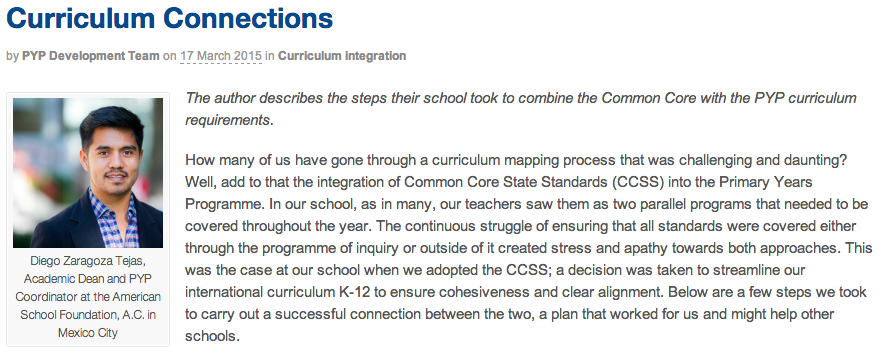 Curriculum Connections
by PYP Development Team on 17 March 2015 in Curriculum integration
The author describes the steps their school took to combine the Common Core with the PYP curriculum
requirements.
How many of us have gone through a curriculum mapping process that was challenging and daunting?
Well, add to that the integration of Common Core State Standards (CCSS) into the Primary Years
Programme. In our school, as in many, our teachers saw them as two parallel programs that needed to be
covered throughout the year. The continuous struggle of ensuring that all standards were covered either
through the programme of inquiry or outside of it created stress and apathy towards both approaches. This
was the case at our school when we adopted the CCSS; a decision was taken to streamline our
international curriculum K-12 to ensure cohesiveness and clear alignment. Below are a few steps we took
to carry out a successful connection between the two, a plan that worked for us and might help other
schools.
Diego Zaragoza Tejas,
Academic Dean and PYP
Coordinator at the American
School Foundation, A.C. in
Mexico City